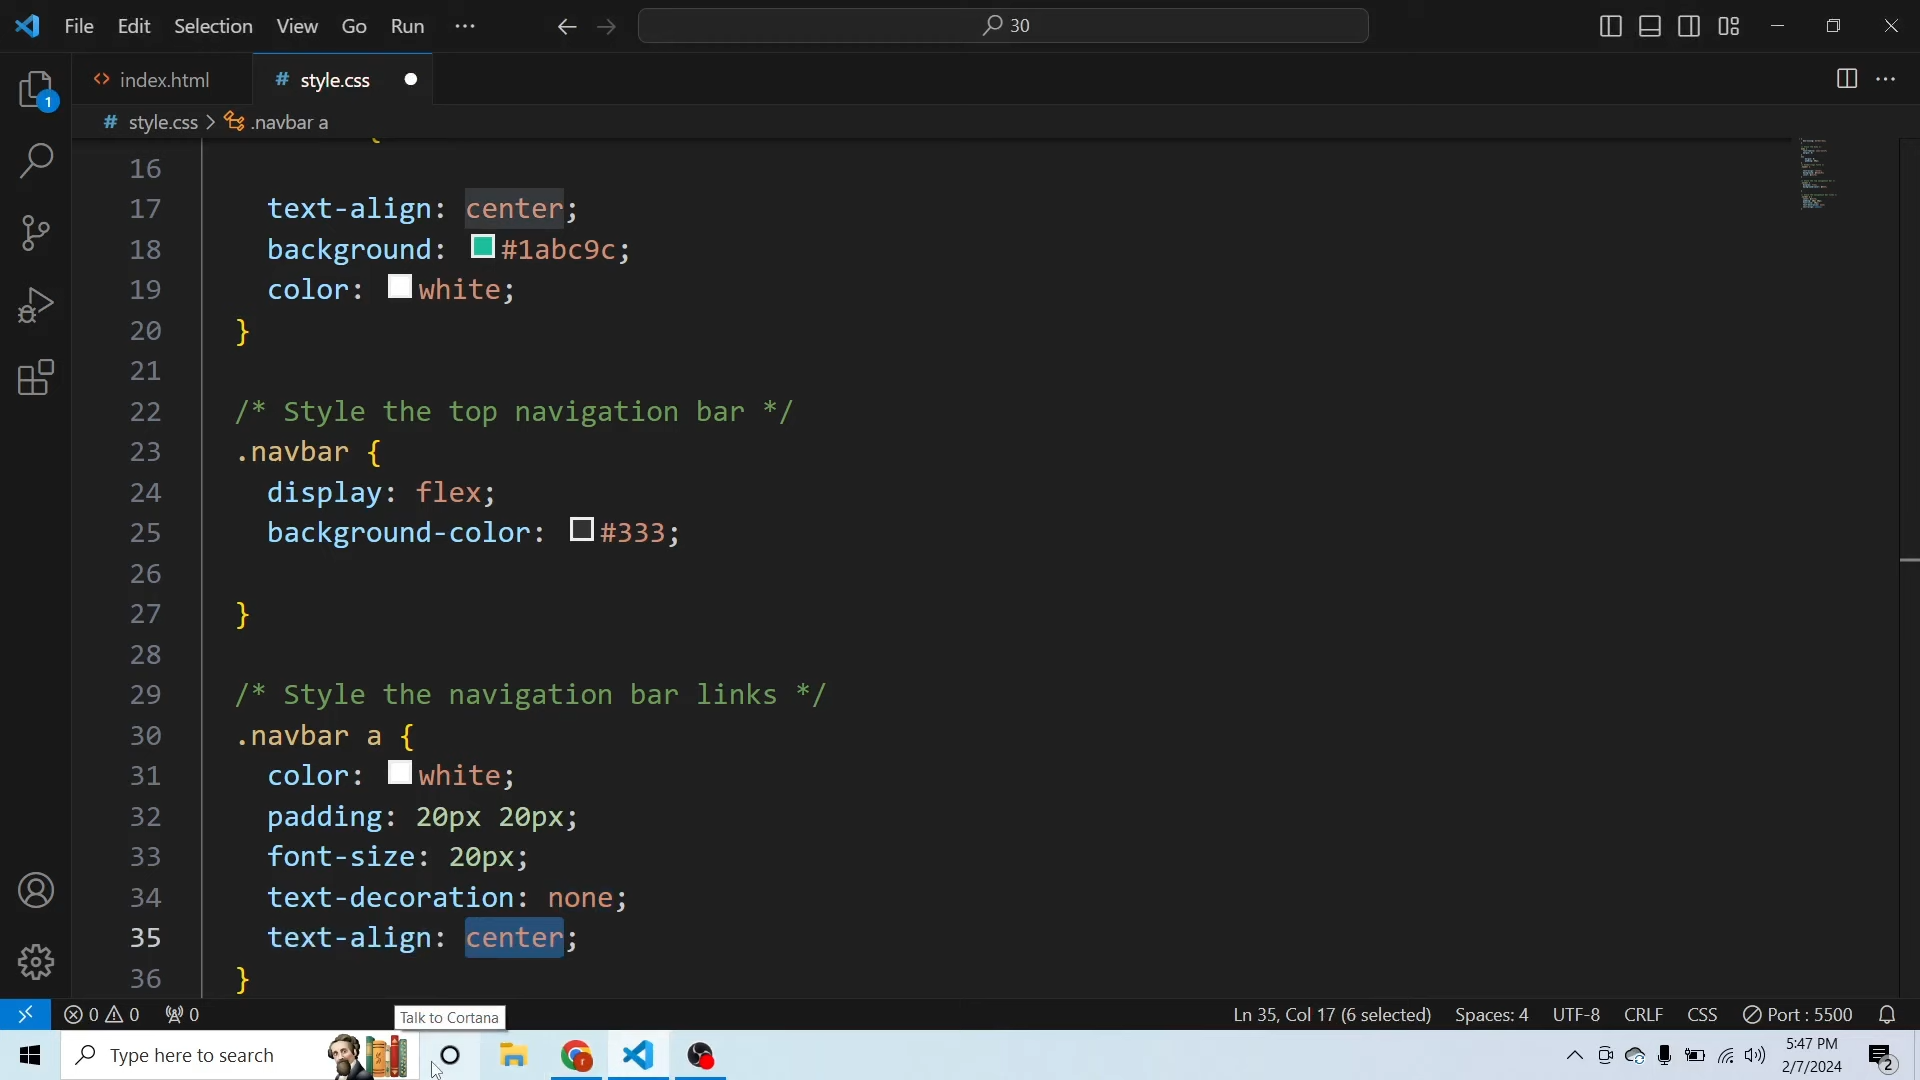 File Edit Selection View Go Run ··· 30
index.html style.css
# style.css > .navbar a
{
16
17 text-align: center;
18 background: #1abc9c;
19 color: white;
20 }
21
22 /* Style the top navigation bar */
23 .navbar {
24 display: flex;
25 background-color: #333;
26
27 }
28
29 /* Style the navigation bar links */
30 .navbar a {
31 color: white;
32 padding: 20px 20px;
33 font-size: 20px;
34 text-decoration: none;
35 text-align: center;
36 }
1
0 0 0 Ln 35, Col 17 (6 selected) Spaces: 4 UTF-8 CRLF CSS Port : 5500
Talk to Cortana
Type here to search 5:47 PM
2/7/2024 2